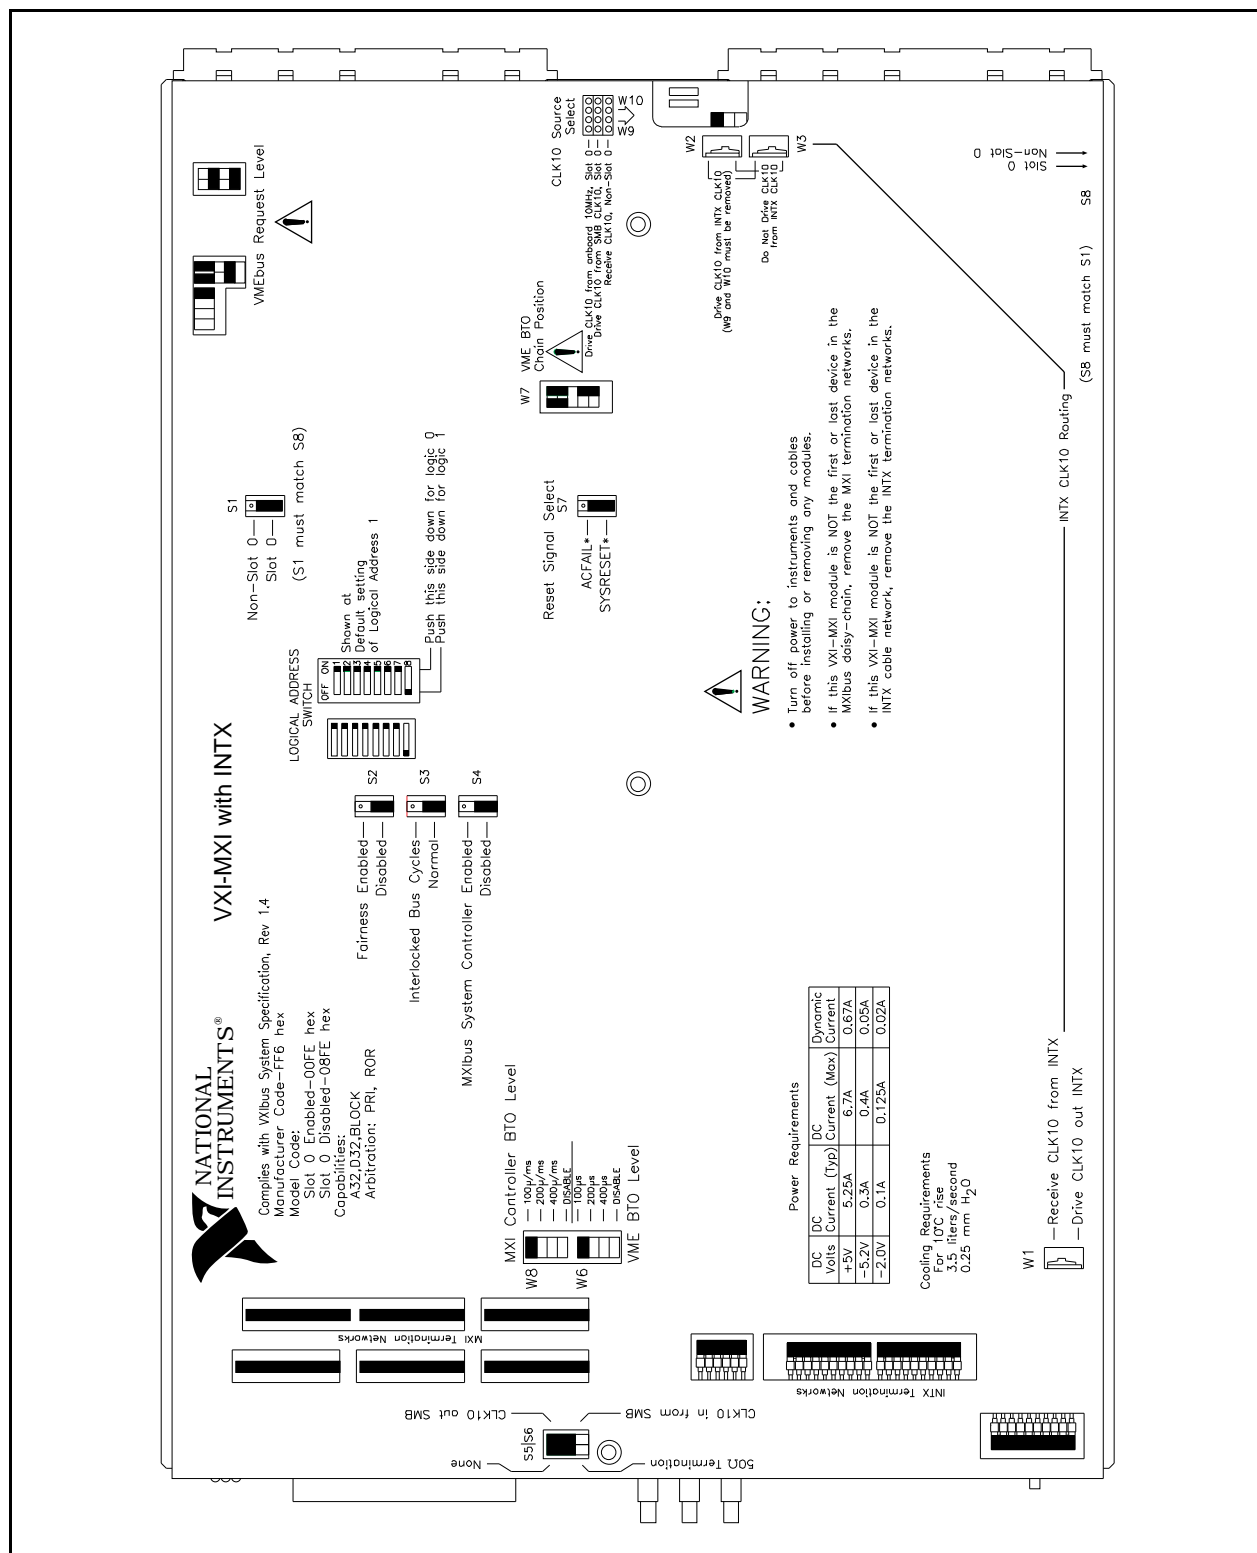 NATIONAL
INSTRUMENTS®
VXI-MXI with INTX
Complies with VXIbus System Specification, Rev 1.4
Manufacturer Code-FF6 hex
Model Code:
Slot 0 Enabled-00FE hex
Slot 0 Disabled-08FE hex
Capabilities:
A32,D32,BLOCK
Arbitration: PRI, ROR
VMEbus Request Level
S1
Non-Slot 0
Slot 0
(S1 must match S8)
LOGICAL ADDRESS
SWITCH
OFF ON
1
2
3
4
5
6
7
8
Shown at
Default setting
of Logical Address 1
Push this side down for logic 0
Push this side down for logic 1
Fairness Enabled
Disabled
S2
Interlocked Bus Cycles
Normal
S3
MXIbus System Controller Enabled
Disabled
S4
MXI Controller BTO Level
W8
100µ/ms
200µ/ms
400µ/ms
DISABLE
W6
100µs
200µs
400µs
DISABLE
VME BTO Level
Reset Signal Select
S7
ACFAIL*
SYSRESET*
W7
VME BTO
Chain Position
CLK10 Source
Select
W9
W10
Drive CLK10 from onboard 10MHz, Slot 0
Drive CLK10 from SMB CLK10, Slot 0
Receive CLK10, Non-Slot 0
W2
W3
Drive CLK10 from INTX CLK10
(W9 and W10 must be removed)
Do Not Drive CLK10
from INTX CLK10
WARNING:
• Turn off power to instruments and cables
before installing or removing any modules.
• If this VXI-MXI module is NOT the first or last device in the
MXIbus daisy-chain, remove the MXI termination networks.
• If this VXI-MXI module is NOT the first or last device in the
INTX cable network, remove the INTX termination networks.
Power Requirements
DC Volts DC Current (Typ) DC Current (Max) Dynamic Current
+5V 5.25A 6.7A 0.67A
-5.2V 0.3A 0.4A 0.05A
-2.0V 0.1A 0.125A 0.02A
Cooling Requirements
For 10°C rise
3.5 liters/second
0.25 mm H2O
W1
Receive CLK10 from INTX
Drive CLK10 out INTX
INTX CLK10 Routing
(S8 must match S1)
S8
Slot 0
Non-Slot 0
MXI Termination Networks
INTX Termination Networks
S5|S6
CLK10 out SMB
CLK10 in from SMB
None
50Ω Termination